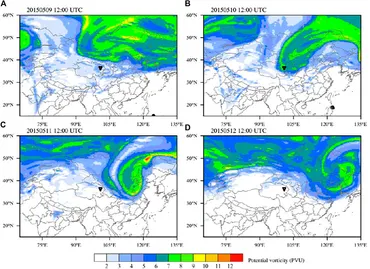 A
20150509 12:00 UTC
60°N
50°N
40°N
30°N
20°N
75°E 90°E 105°E 120°E 135°E
B
20150510 12:00 UTC
60°N
50°N
40°N
30°N
20°N
75°E 90°E 105°E 120°E 135°E
C
20150511 12:00 UTC
60°N
50°N
40°N
30°N
20°N
75°E 90°E 105°E 120°E 135°E
D
20150512 12:00 UTC
60°N
50°N
40°N
30°N
20°N
75°E 90°E 105°E 120°E 135°E
2 3 4 5 6 7 8 9 10 11 12 Potential vorticity (PVU)